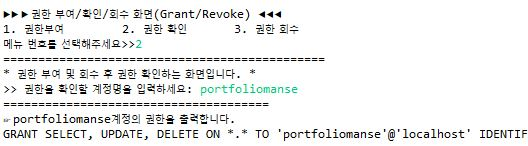 ▶▶▶권한 부여/확인/회수 화면(Grant/Revoke) ◀◀◀
1. 권한부여 2. 권한 확인 3. 권한 회수
메뉴 번호를 선택해주세요>>2
==============================================
* 권한 부여 및 회수 후 권한 확인하는 화면입니다. *
>> 권한을 확인할 계정명을 입력하세요: portfoliomanse
======================================
☞portfoliomanse계정의 권한을 출력합니다.
GRANT SELECT, UPDATE, DELETE ON *.* TO 'portfoliomanse'@'localhost' IDENTIF